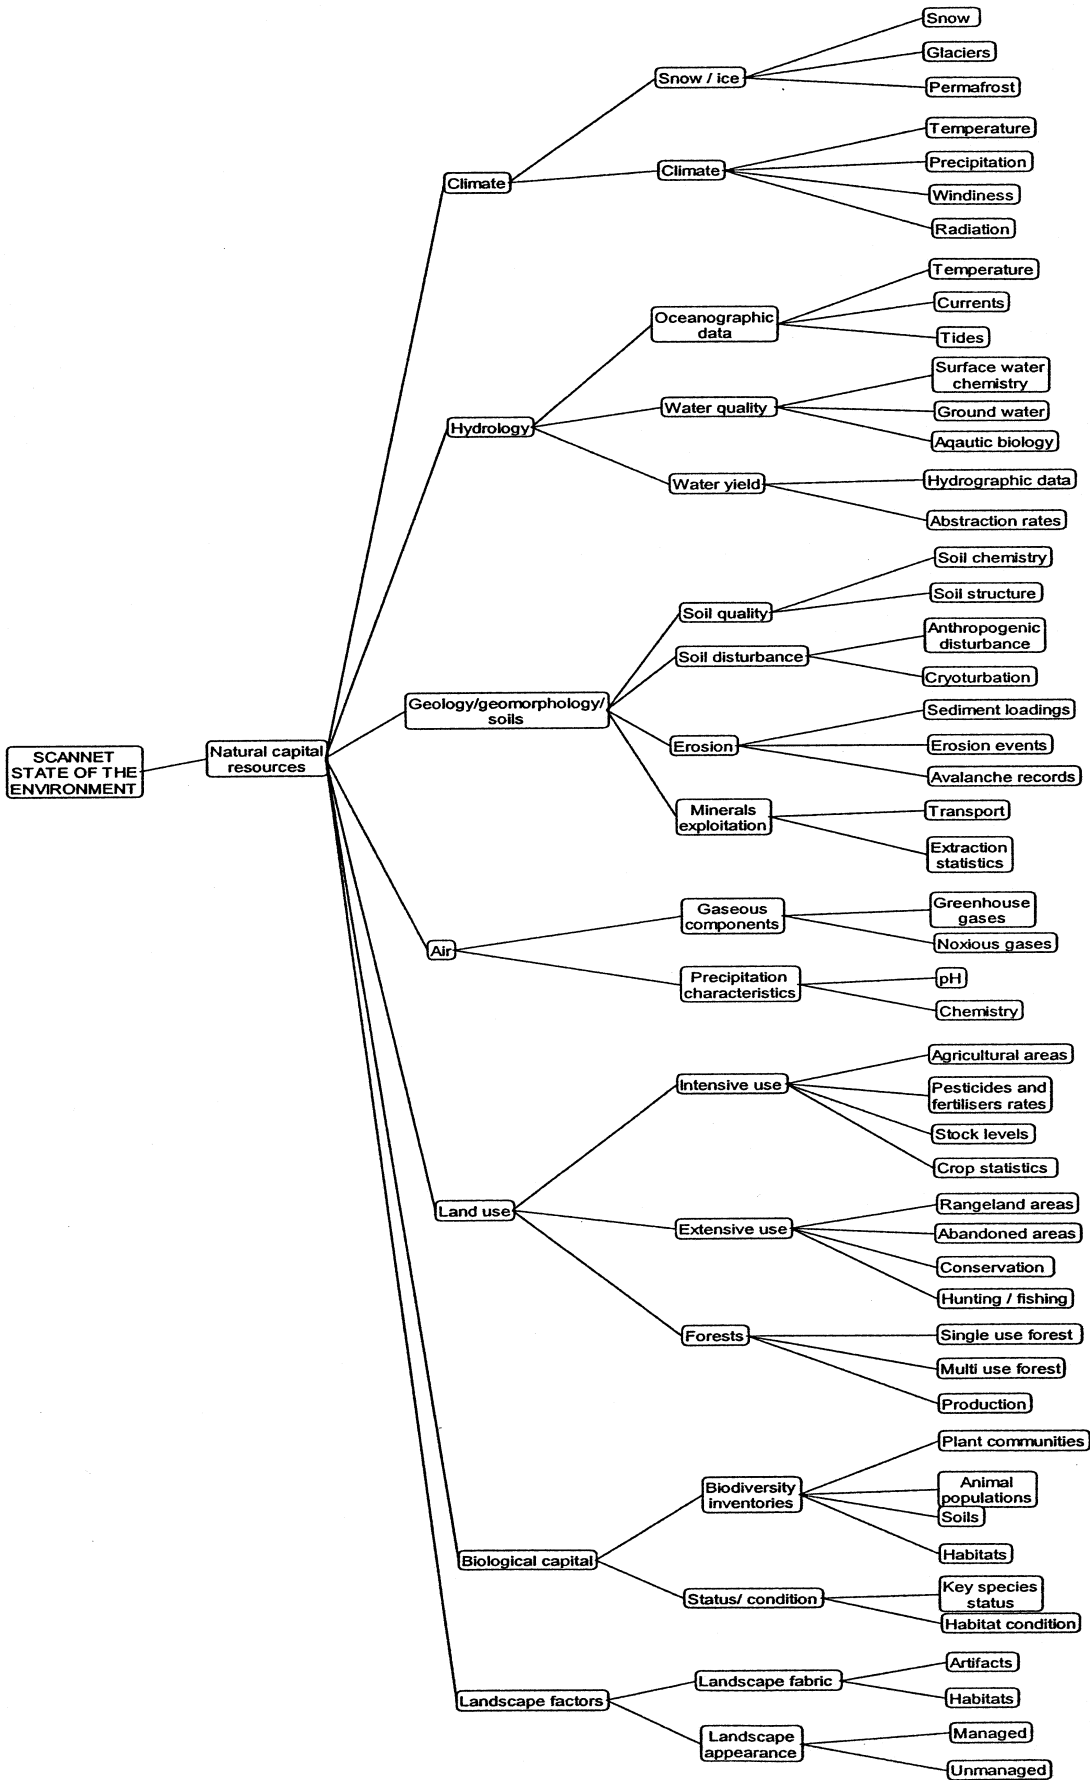 SCANNET
STATE OF THE
ENVIRONMENT
Natural capital
resources
Climate
Snow / ice
Snow
Glaciers
Permafrost
Climate
Temperature
Precipitation
Windiness
Radiation
Hydrology
Oceanographic
data
Temperature
Currents
Tides
Water quality
Surface water
chemistry
Ground water
Aqautic biology
Water yield
Hydrographic data
Abstraction rates
Geology/geomorphology/
soils
Soil quality
Soil chemistry
Soil structure
Soil disturbance
Anthropogenic
disturbance
Cryoturbation
Erosion
Sediment loadings
Erosion events
Avalanche records
Minerals
exploitation
Transport
Extraction
statistics
Air
Gaseous
components
Greenhouse
gases
Noxious gases
Precipitation
characteristics
pH
Chemistry
Land use
Intensive use
Agricultural areas
Pesticides and
fertilisers rates
Stock levels
Crop statistics
Extensive use
Rangeland areas
Abandoned areas
Conservation
Hunting / fishing
Forests
Single use forest
Multi use forest
Production
Biological capital
Biodiversity
inventories
Plant communities
Animal
populations
Soils
Habitats
Status/ condition
Key species
status
Habitat condition
Landscape factors
Landscape fabric
Artifacts
Habitats
Landscape
appearance
Managed
Unmanaged